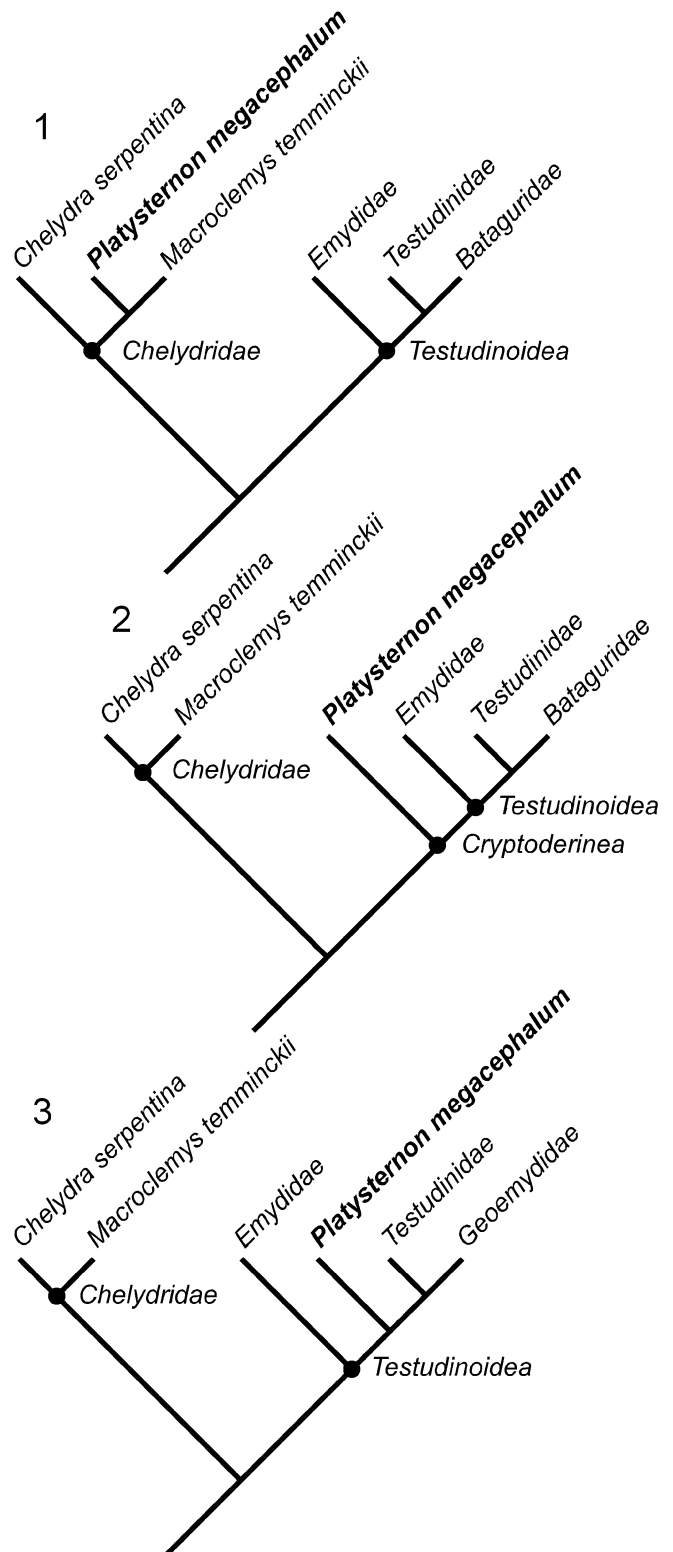 1
Chelydra serpentina
Platysternon megacephalum
Macroclemys temminckii
Emydidae
Testudinidae
Bataguridae
Chelydridae
Testudinoidea
2
Chelydra serpentina
Macroclemys temminckii
Platysternon megacephalum
Emydidae
Testudinidae
Bataguridae
Chelydridae
Testudinoidea
Cryptoderinea
3
Chelydra serpentina
Macroclemys temminckii
Emydidae
Platysternon megacephalum
Testudinidae
Geoemydidae
Chelydridae
Testudinoidea